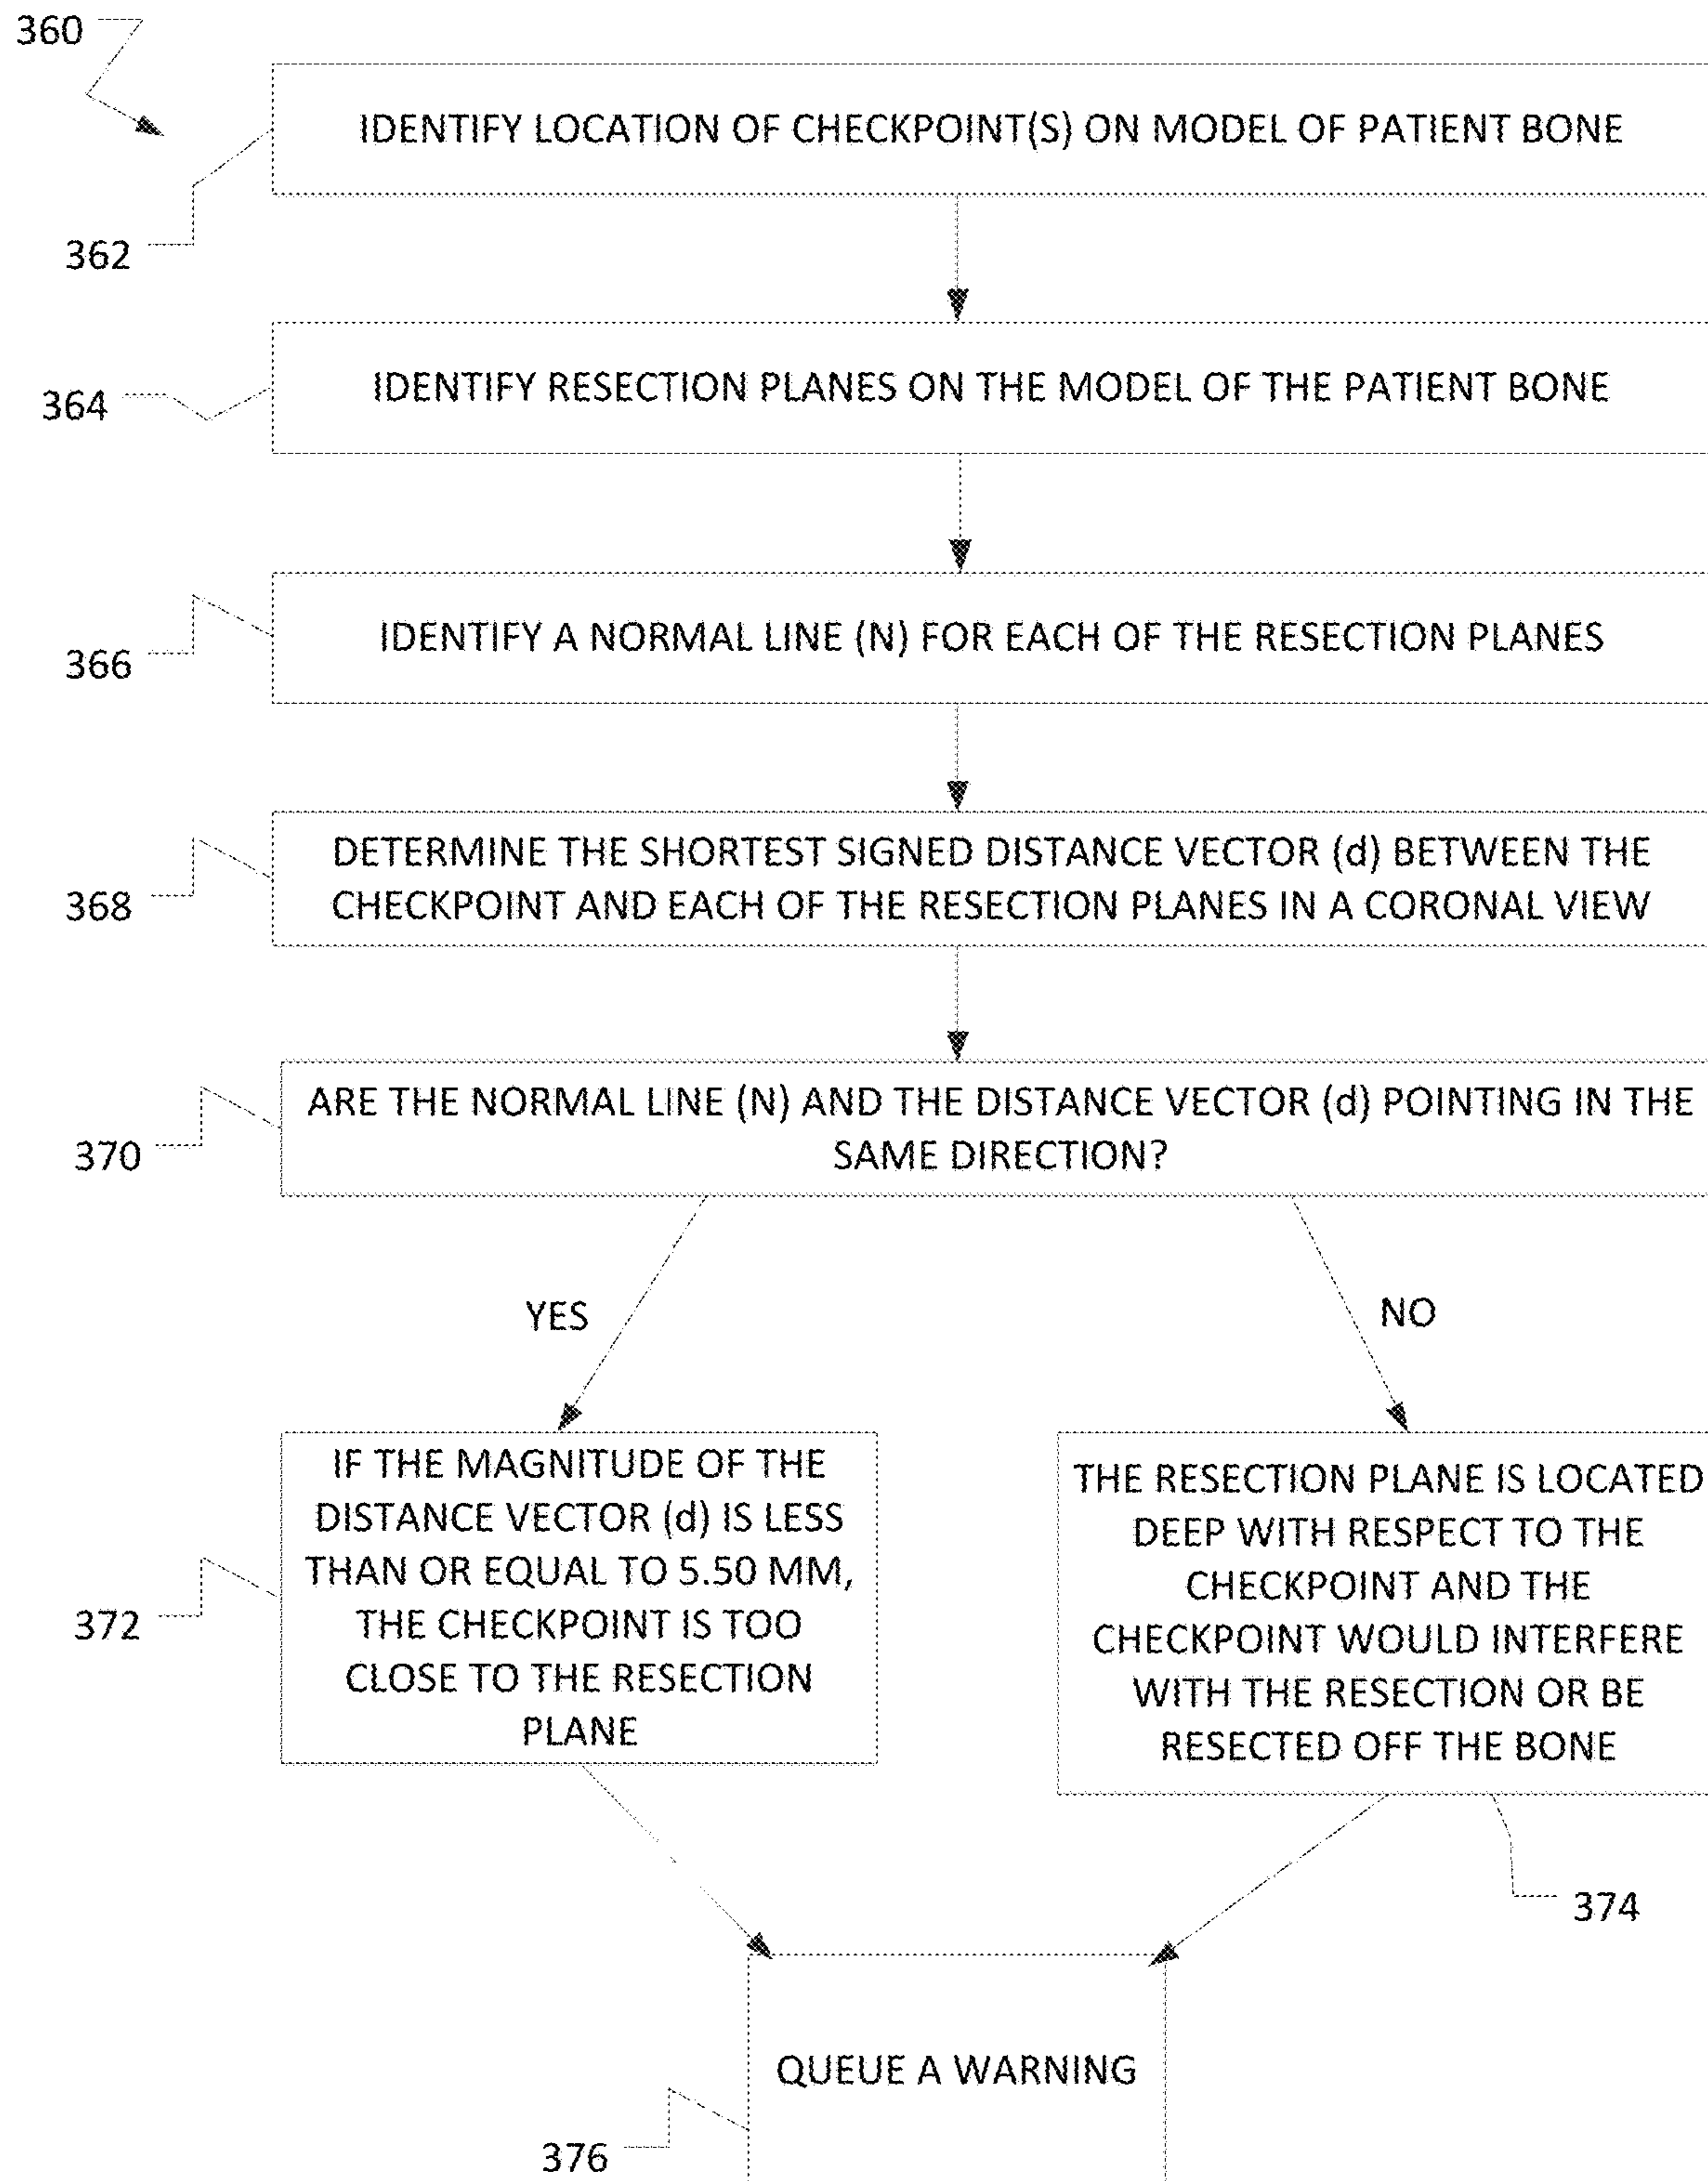 360
IDENTIFY LOCATION OF CHECKPOINT(S) ON MODEL OF PATIENT BONE
362
IDENTIFY RESECTION PLANES ON THE MODEL OF THE PATIENT BONE
364
IDENTIFY A NORMAL LINE (N) FOR EACH OF THE RESECTION PLANES
366
DETERMINE THE SHORTEST SIGNED DISTANCE VECTOR (d) BETWEEN THE
CHECKPOINT AND EACH OF THE RESECTION PLANES IN A CORONAL VIEW
368
ARE THE NORMAL LINE (N) AND THE DISTANCE VECTOR (d) POINTING IN THE
SAME DIRECTION?
370
YES
NO
IF THE MAGNITUDE OF THE
DISTANCE VECTOR (d) IS LESS
THAN OR EQUAL TO 5.50 MM,
THE CHECKPOINT IS TOO
CLOSE TO THE RESECTION
PLANE
372
THE RESECTION PLANE IS LOCATED
DEEP WITH RESPECT TO THE
CHECKPOINT AND THE
CHECKPOINT WOULD INTERFERE
WITH THE RESECTION OR BE
RESECTED OFF THE BONE
374
QUEUE A WARNING
376